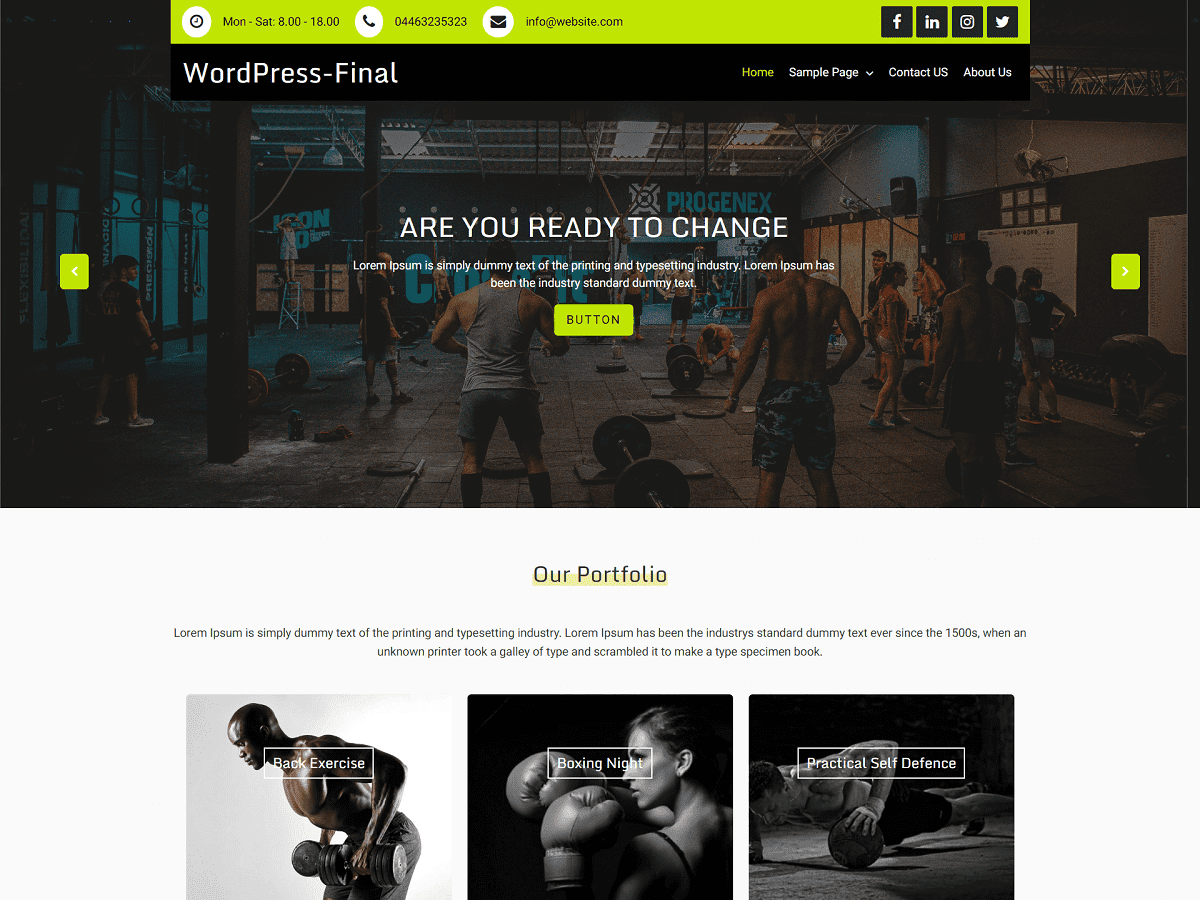 Mon - Sat: 8.00 - 18.00 04463235323 info@website.com
WordPress-Final
Home Sample Page Contact US About Us
PROGENEX
ICON
PRECISION
ARE YOU READY TO CHANGE
Lorem Ipsum is simply dummy text of the printing and typesetting industry. Lorem Ipsum has
been the industry standard dummy text.
BUTTON
Our Portfolio
Lorem Ipsum is simply dummy text of the printing and typesetting industry. Lorem Ipsum has been the industrys standard dummy text ever since the 1500s, when an
unknown printer took a galley of type and scrambled it to make a type specimen book.
Back Exercise
Boxing Night
Practical Self Defence